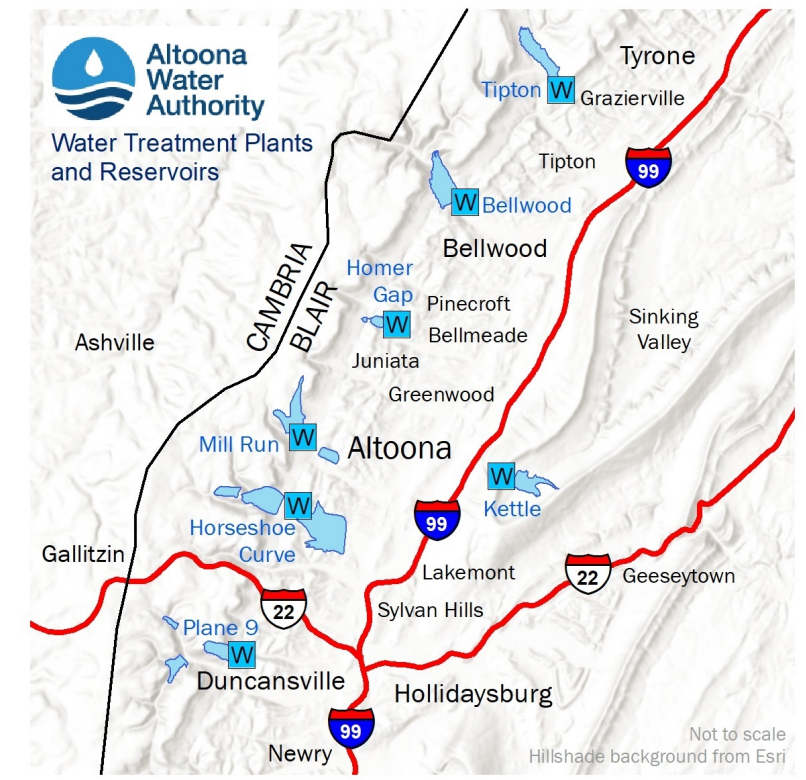 Altoona
Water
Authority
Water Treatment Plants
and Reservoirs
Tyrone
Tipton
W
Grazierville
Tipton
99
W
Bellwood
Bellwood
CAMBRIA
BLAIR
Homer
Gap
W
Pinecroft
Bellmeade
Sinking
Valley
Ashville
Juniata
Greenwood
Mill Run
W
Altoona
W
Kettle
W
Horseshoe
Curve
99
Gallitzin
Lakemont
22
Geeseytown
22
Sylvan Hills
Plane 9
W
Duncansville
Hollidaysburg
99
Newry
Not to scale
Hillshade background from Esri